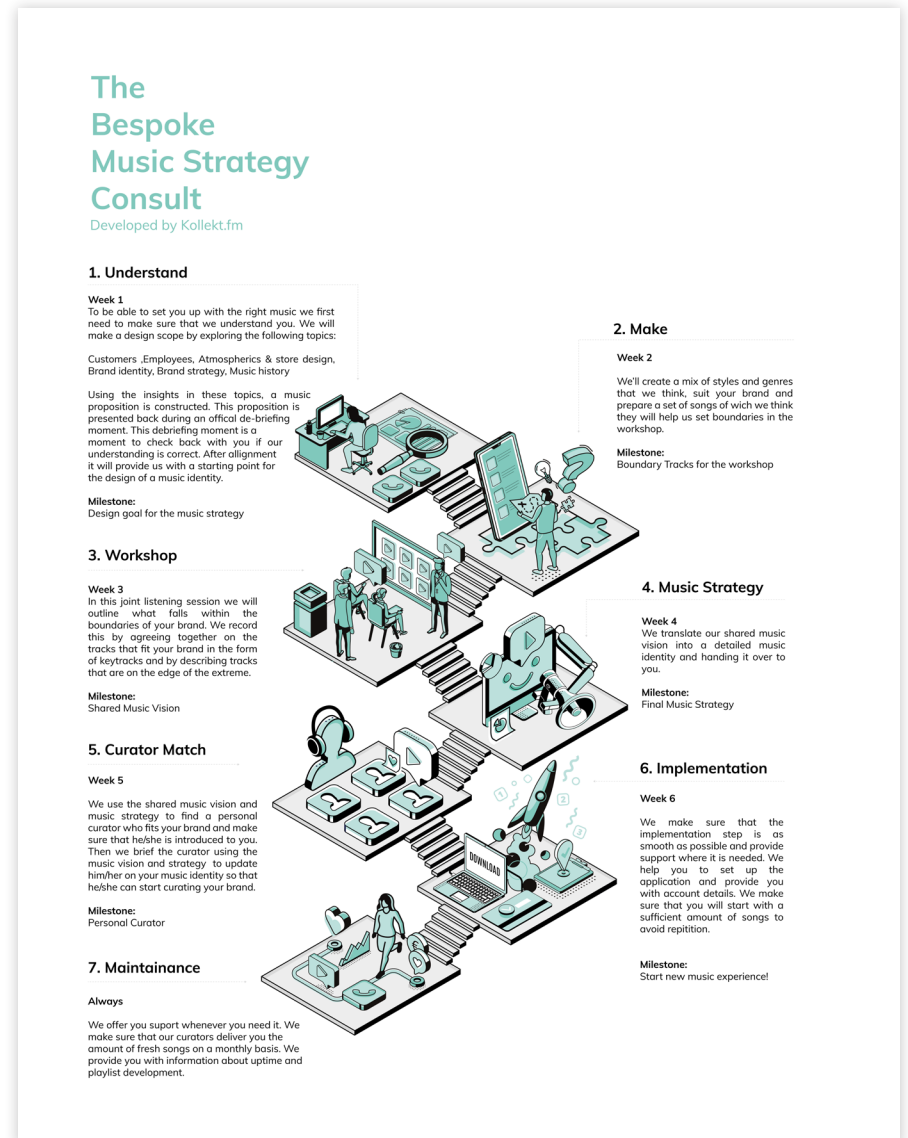 The
Bespoke
Music Strategy
Consult
Developed by Kollekt.fm
1. Understand
Week 1
To be able to set you up with the right music we first
need to make sure that we understand you. We will
make a design scope by exploring the following topics:
Customers ,Employees, Atmospherics & store design,
Brand identity, Brand strategy, Music history
Using the insights in these topics, a music
proposition is constructed. This proposition is
presented back during an offical de-briefing
moment. This debriefing moment is a
moment to check back with you if our
understanding is correct. After allignment
it will provide us with a starting point for
the design of a music identity.
Milestone:
Design goal for the music strategy
2. Make
Week 2
We'll create a mix of styles and genres
that we think, suit your brand and
prepare a set of songs of wich we think
they will help us set boundaries in the
workshop.
Milestone:
Boundary Tracks for the workshop
3. Workshop
Week 3
In this joint listening session we will
outline what falls within the
boundaries of your brand. We record
this by agreeing together on the
tracks that fit your brand in the form
of keytracks and by describing tracks
that are on the edge of the extreme.
Milestone:
Shared Music Vision
4. Music Strategy
Week 4
We translate our shared music
vision into a detailed music
identity and handing it over to
you.
Milestone:
Final Music Strategy
5. Curator Match
Week 5
We use the shared music vision and
music strategy to find a personal
curator who fits your brand and make
sure that he/she is introduced to you.
Then we brief the curator using the
music vision and strategy to update
him/her on your music identity so that
he/she can start curating your brand.
Milestone:
Personal Curator
6. Implementation
Week 6
We make sure that the
implementation step is as
smooth as possible and provide
support where it is needed. We
help you to set up the
application and provide you
with account details. We make
sure that you will start with a
sufficient amount of songs to
avoid repitition.
Milestone:
Start new music experience!
1
2
3
DOWNLOAD
7. Maintainance
Always
We offer you suport whenever you need it. We
make sure that our curators deliver you the
amount of fresh songs on a monthly basis. We
provide you with information about uptime and
playlist development.